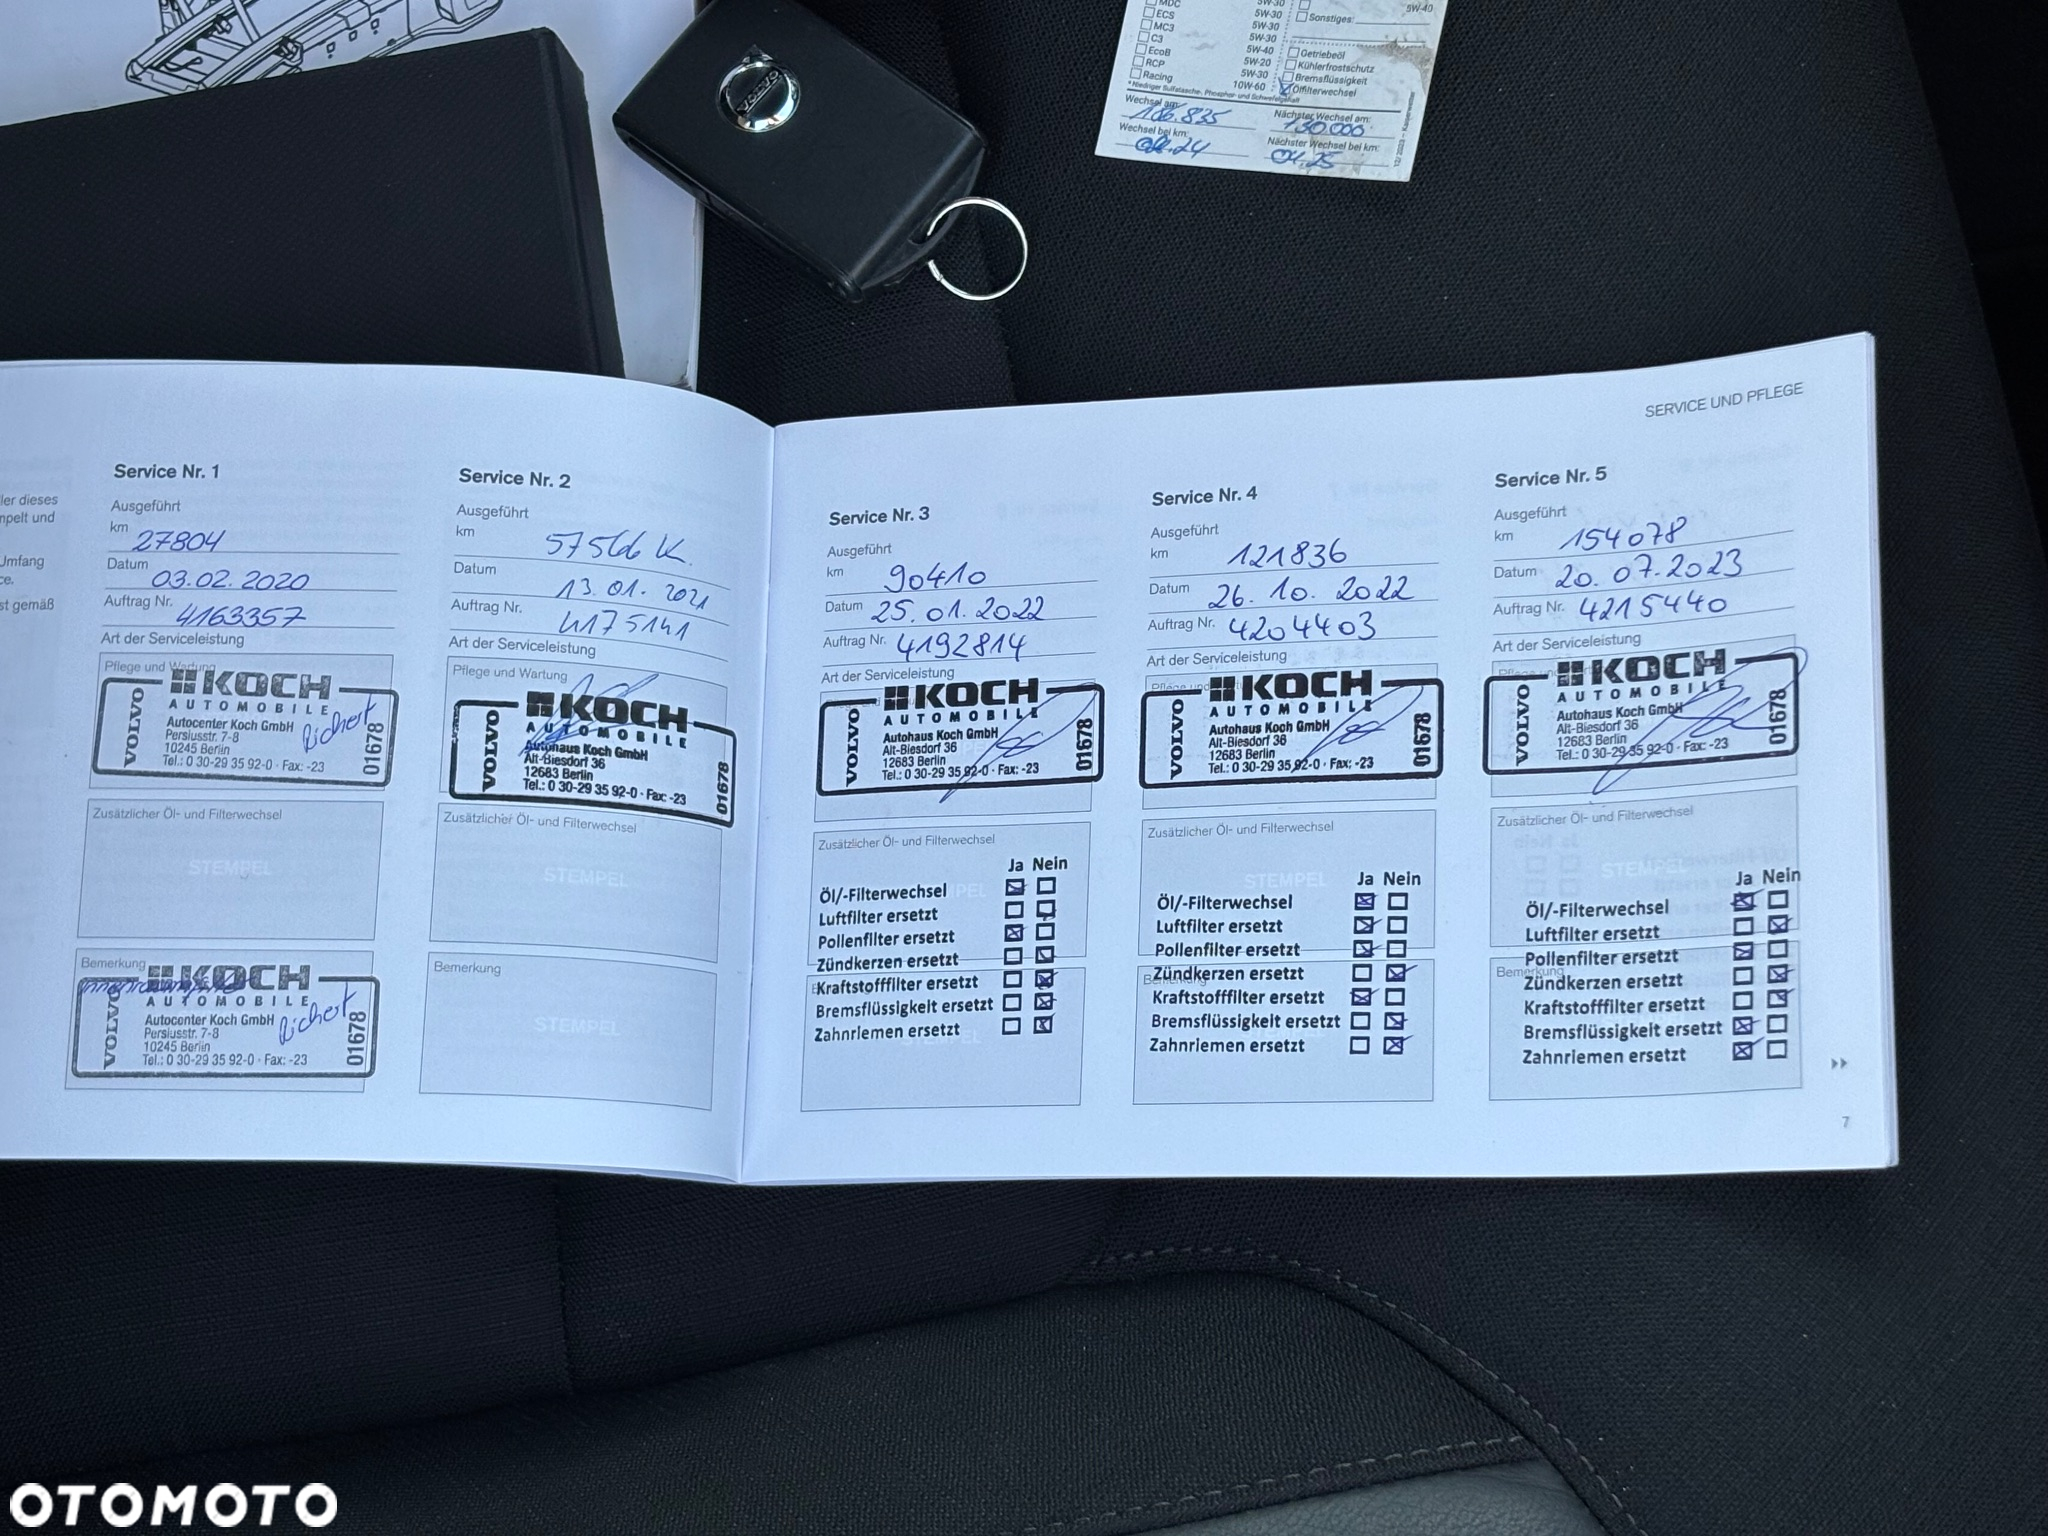 MDC 5W-30
ECS 5W-30
MC3 5W-30
C3 5W-30
EcoB 5W-40
RCP 5W-20
Racing 5W-30
10W-60
5W-40
Sonstiges:
Getriebeöl
Kühlerfrostschutz
Bremsflüssigkeit
Ölfilterwechsel
Wechsel am:
186.835
Wechsel bei km:
Nächster Wechsel am:
Nächster Wechsel bei km:
VOLVO
SERVICE UND PFLEGE
ler dieses
npelt und
Umfang
ce.
st gemäß
Service Nr. 1
Ausgeführt
km 27804
Datum 03.02.2020
Auftrag Nr. 4163357
Art der Serviceleistung
Pflege und Wartung
KOCH
AUTOMOBILE
VOLVO
Autocenter Koch GmbH
Persiusstr. 7-8
10245 Berlin
Tel.: 0 30-29 35 92-0 · Fax: -23
01678
Richert
Zusätzlicher Öl- und Filterwechsel
STEMPEL
Bemerkung
KOCH
AUTOMOBILE
VOLVO
Autocenter Koch GmbH
Persiusstr. 7-8
10245 Berlin
Tel.: 0 30-29 35 92-0 · Fax: -23
01678
Richert
Service Nr. 2
Ausgeführt
km 57566 K.
Datum 13.01.2021
Auftrag Nr. 4175141
Art der Serviceleistung
Pflege und Wartung
KOCH
AUTOMOBILE
VOLVO
Autohaus Koch GmbH
Alt-Biesdorf 36
12683 Berlin
Tel.: 0 30-29 35 92-0 · Fax: -23
01678
Zusätzlicher Öl- und Filterwechsel
STEMPEL
Bemerkung
STEMPEL
Service Nr. 3
Ausgeführt
km 90410
Datum 25.01.2022
Auftrag Nr. 4192814
Art der Serviceleistung
KOCH
AUTOMOBILE
VOLVO
Autohaus Koch GmbH
Alt-Biesdorf 36
12683 Berlin
Tel.: 0 30-29 35 92-0 · Fax: -23
01678
Zusätzlicher Öl- und Filterwechsel
Ja Nein
Öl/-Filterwechsel
Luftfilter ersetzt
Pollenfilter ersetzt
Zündkerzen ersetzt
Kraftstofffilter ersetzt
Bremsflüssigkeit ersetzt
Zahnriemen ersetzt
Service Nr. 4
Ausgeführt
km 121836
Datum 26.10.2022
Auftrag Nr. 4204403
Art der Serviceleistung
KOCH
AUTOMOBILE
VOLVO
Autohaus Koch GmbH
Alt-Biesdorf 36
12683 Berlin
Tel.: 0 30-29 35 92-0 · Fax: -23
01678
Zusätzlicher Öl- und Filterwechsel
STEMPEL
Ja Nein
Öl/-Filterwechsel
Luftfilter ersetzt
Pollenfilter ersetzt
Zündkerzen ersetzt
Kraftstofffilter ersetzt
Bremsflüssigkeit ersetzt
Zahnriemen ersetzt
Service Nr. 5
Ausgeführt
km 154078
Datum 20.07.2023
Auftrag Nr. 4215440
Art der Serviceleistung
KOCH
AUTOMOBILE
VOLVO
Autohaus Koch GmbH
Alt-Biesdorf 36
12683 Berlin
Tel.: 0 30-29 35 92-0 · Fax: -23
01678
Zusätzlicher Öl- und Filterwechsel
STEMPEL
Ja Nein
Öl/-Filterwechsel
Luftfilter ersetzt
Pollenfilter ersetzt
Bemerkung
Zündkerzen ersetzt
Kraftstofffilter ersetzt
Bremsflüssigkeit ersetzt
Zahnriemen ersetzt
7
OTOMOTO